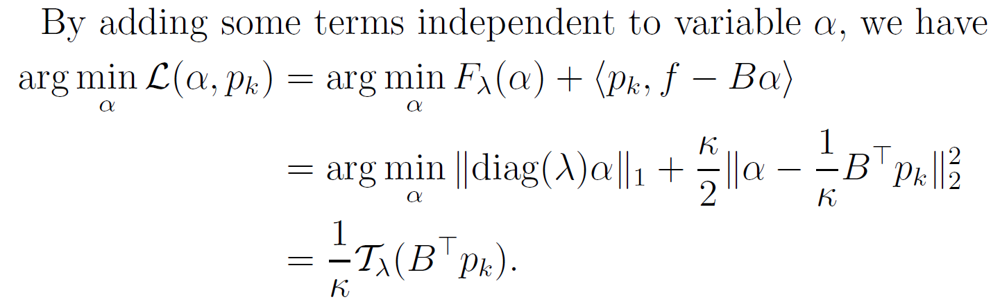 By adding some terms independent to variable α, we have
arg min_α 𝓛(α, p_k) = arg min_α F_λ(α) + ⟨p_k, f − Bα⟩
= arg min_α ‖diag(λ)α‖_1 + κ/2 ‖α − 1/κ B^⊤ p_k‖_2^2
= 1/κ 𝓣_λ(B^⊤ p_k).